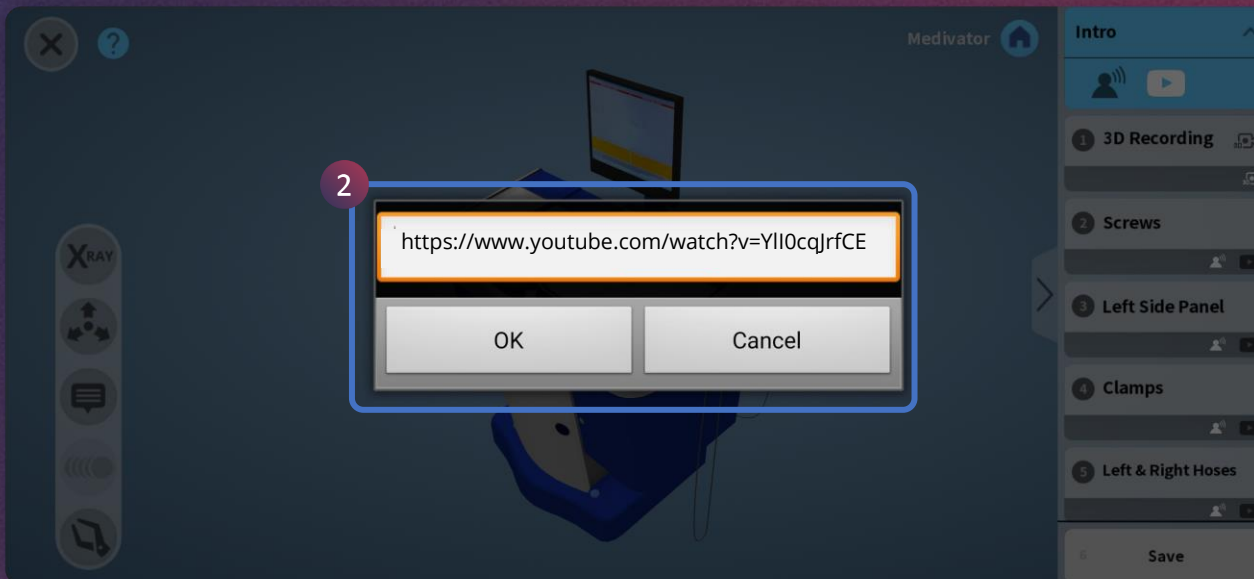 Medivator
Intro
1 3D Recording
2 Screws
3 Left Side Panel
4 Clamps
5 Left & Right Hoses
6 Save
XRAY
2
https://www.youtube.com/watch?v=YlI0cqJrfCE
OK
Cancel